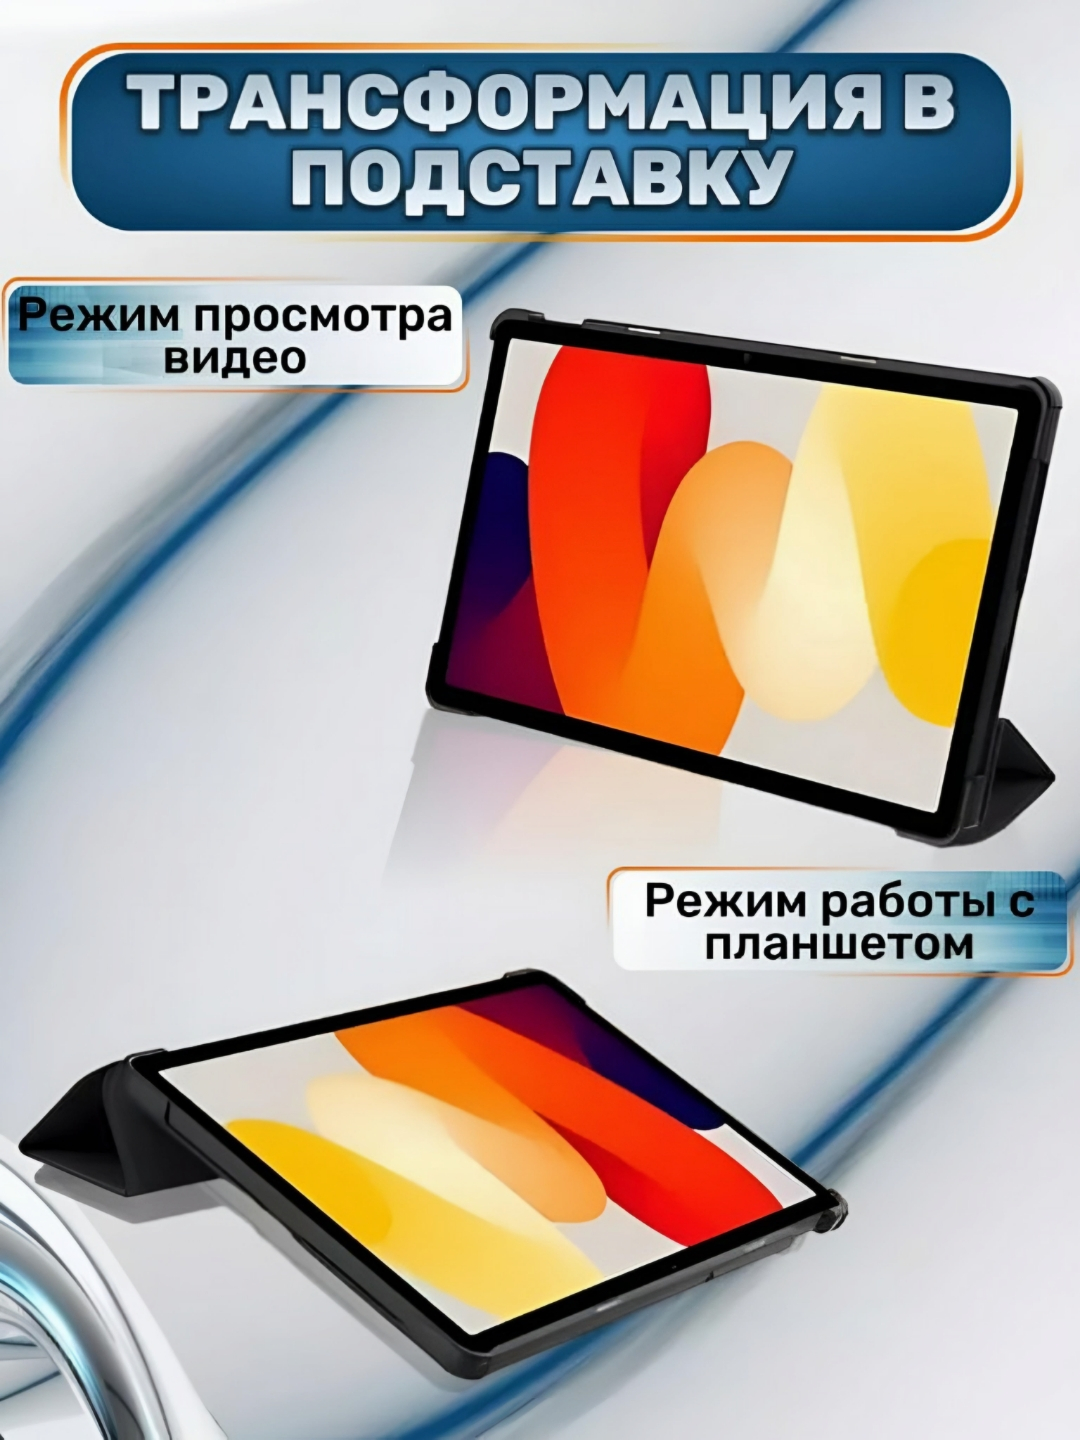 ТРАНСФОРМАЦИЯ В
ПОДСТАВКУ
Режим просмотра
видео
Режим работы с
планшетом